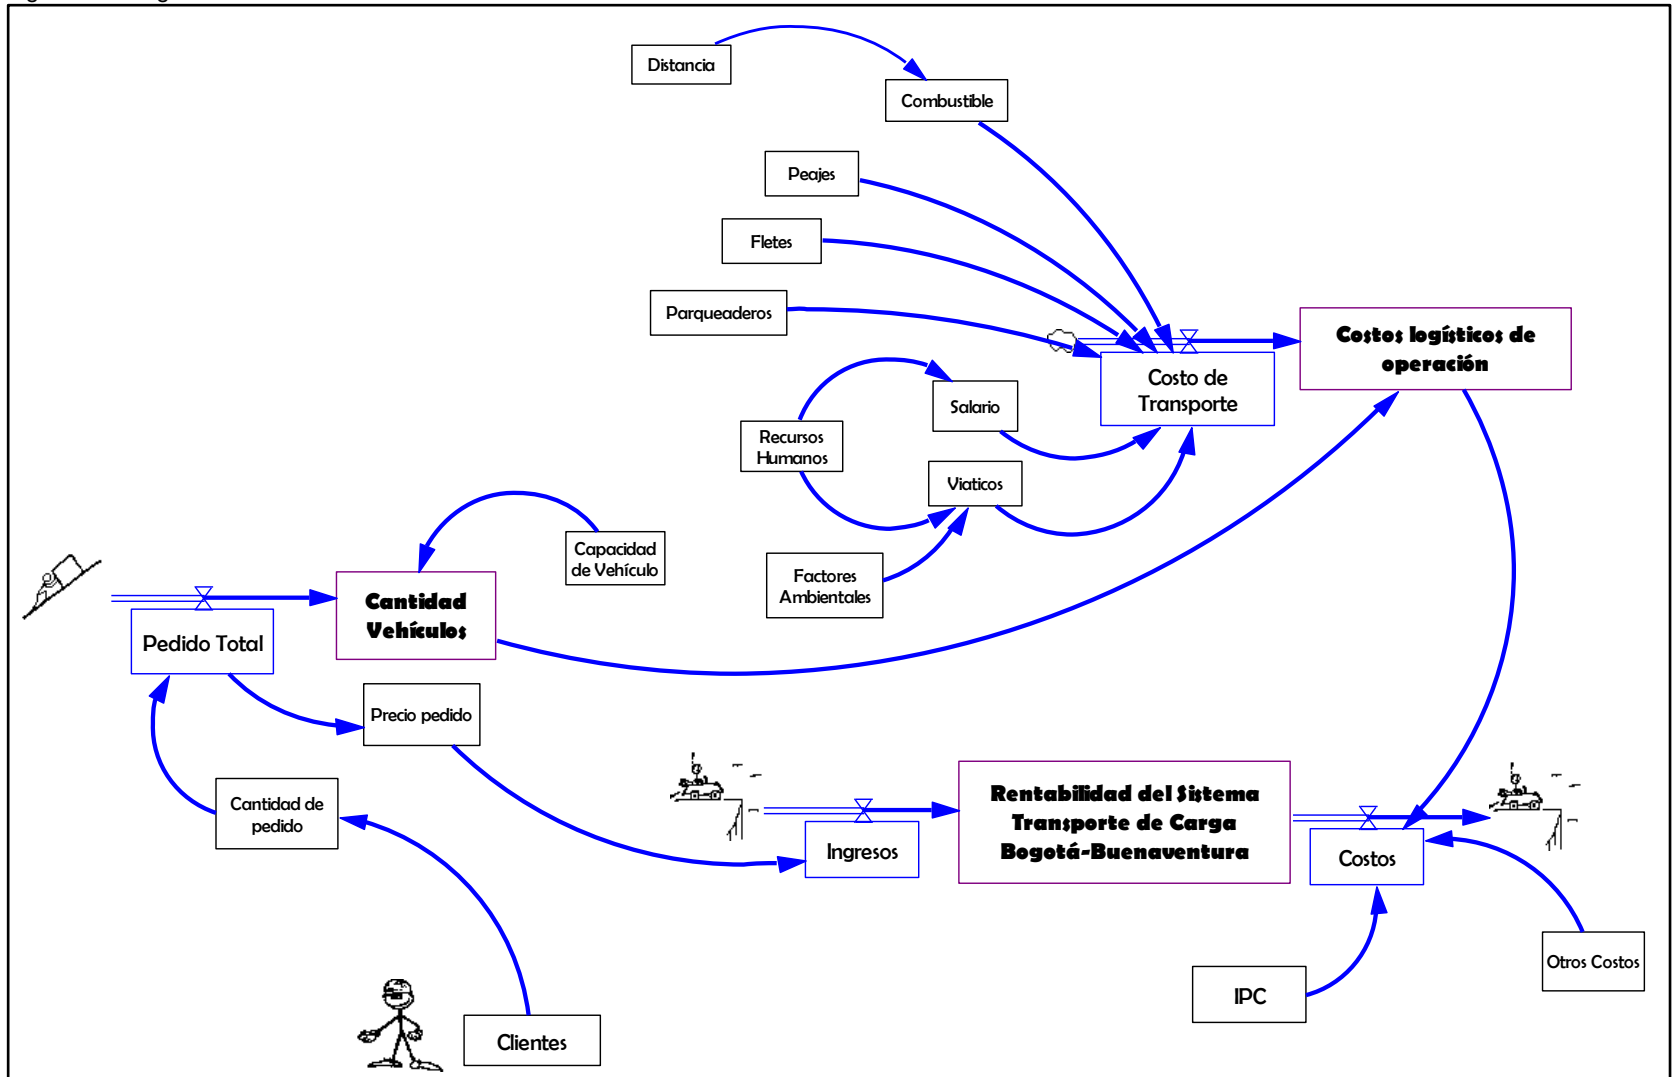 Distancia
Combustible
Peajes
Fletes
Parqueaderos
Costos logísticos de
operación
Costo de
Transporte
Salario
Recursos
Humanos
Viaticos
Capacidad
de Vehículo
Factores
Ambientales
Cantidad
Vehículos
Pedido Total
Precio pedido
Cantidad de
pedido
Rentabilidad del Sistema
Transporte de Carga
Bogotá-Buenaventura
Ingresos
Costos
Otros Costos
IPC
Clientes